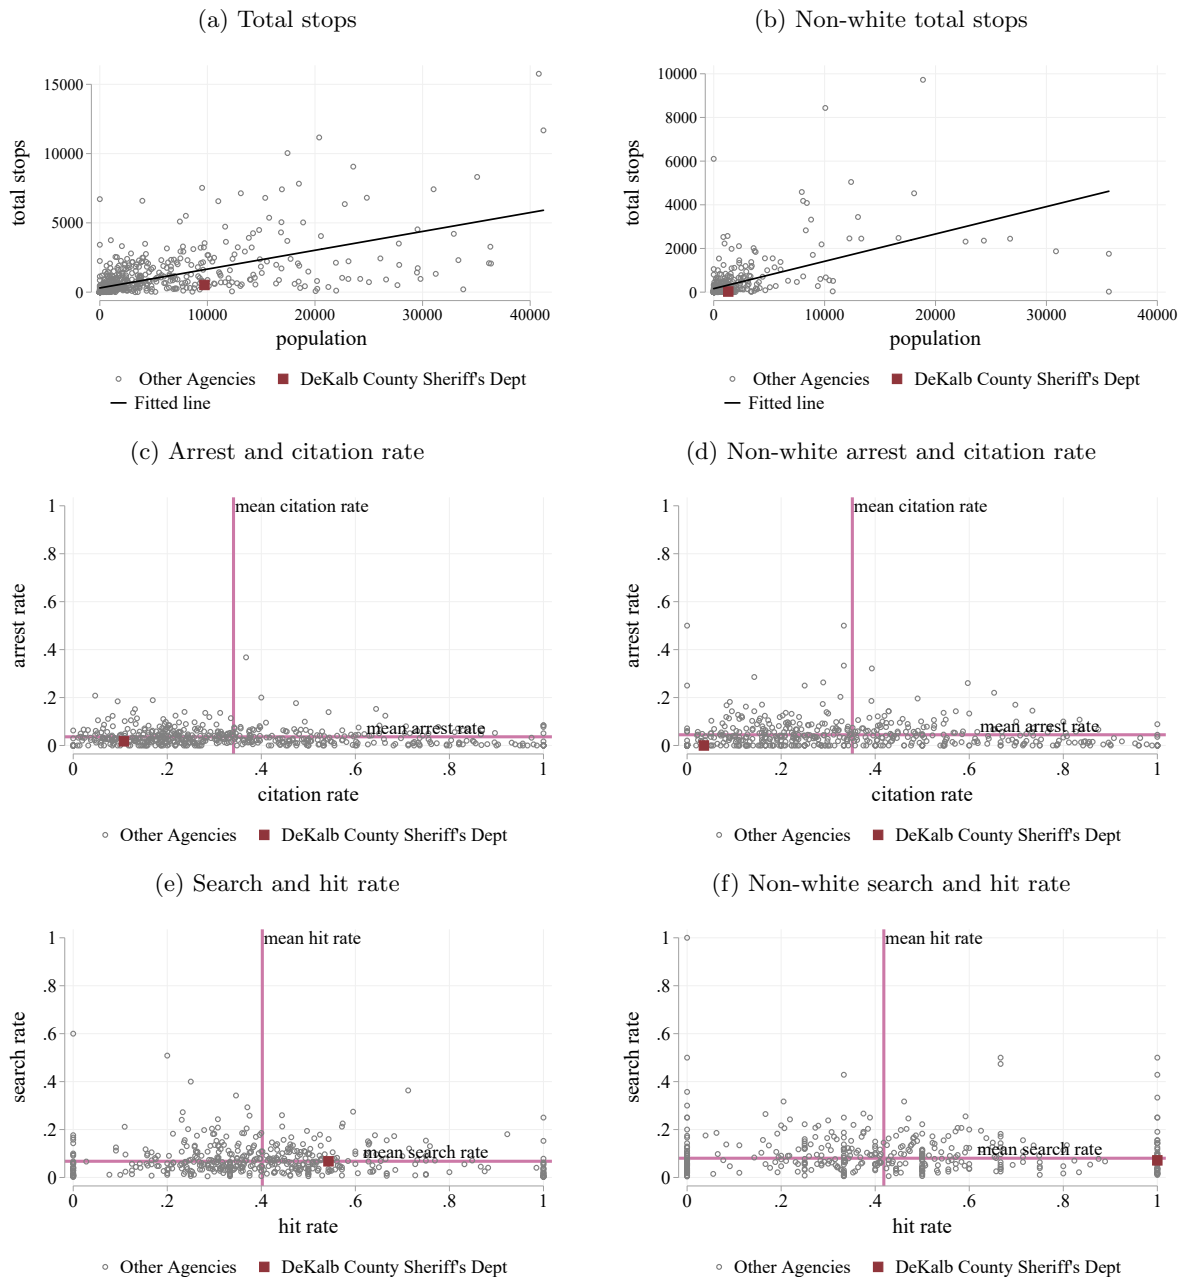 (a) Total stops
(b) Non-white total stops
15000
10000
5000
0
total stops
0 10000 20000 30000 40000
population
Other Agencies DeKalb County Sheriff's Dept
Fitted line
10000
8000
6000
4000
2000
0
total stops
0 10000 20000 30000 40000
population
Other Agencies DeKalb County Sheriff's Dept
Fitted line
(c) Arrest and citation rate
(d) Non-white arrest and citation rate
1
.8
.6
.4
.2
0
arrest rate
mean citation rate
mean arrest rate
0 .2 .4 .6 .8 1
citation rate
Other Agencies DeKalb County Sheriff's Dept
1
.8
.6
.4
.2
0
arrest rate
mean citation rate
mean arrest rate
0 .2 .4 .6 .8 1
citation rate
Other Agencies DeKalb County Sheriff's Dept
(e) Search and hit rate
(f) Non-white search and hit rate
1
.8
.6
.4
.2
0
search rate
mean hit rate
mean search rate
0 .2 .4 .6 .8 1
hit rate
Other Agencies DeKalb County Sheriff's Dept
1
.8
.6
.4
.2
0
search rate
mean hit rate
mean search rate
0 .2 .4 .6 .8 1
hit rate
Other Agencies DeKalb County Sheriff's Dept